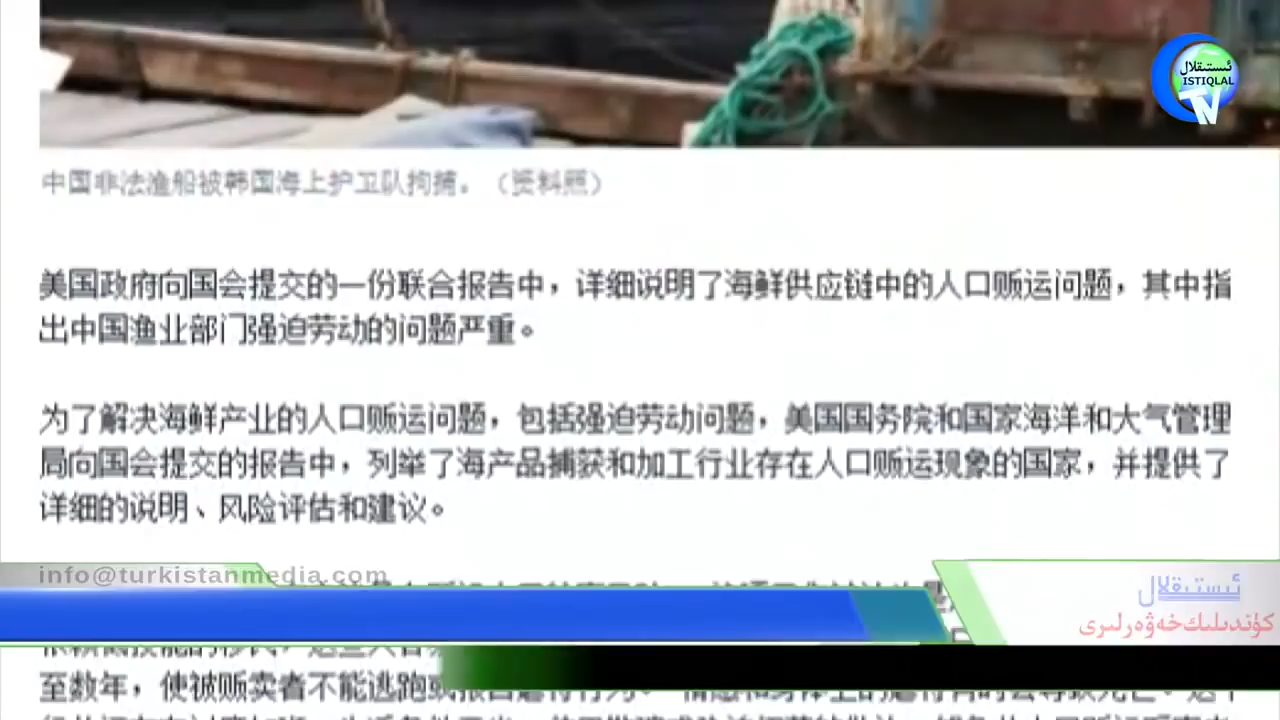 ئىستىقلال
ISTIQLAL
TV
中国非法渔船被韩国海上护卫队拘捕。（资料照）
美国政府向国会提交的一份联合报告中，详细说明了海鲜供应链中的人口贩运问题，其中指
出中国渔业部门强迫劳动的问题严重。
为了解决海鲜产业的人口贩运问题，包括强迫劳动问题，美国国务院和国家海洋和大气管理
局向国会提交的报告中，列举了海产品捕获和加工行业存在人口贩运现象的国家，并提供了
详细的说明、风险评估和建议。
info@turkistanmedia.com
ئىستىقلال
كۈندىلىك خەۋەرلىرى
至数年，使被贩卖者不能逃跑或